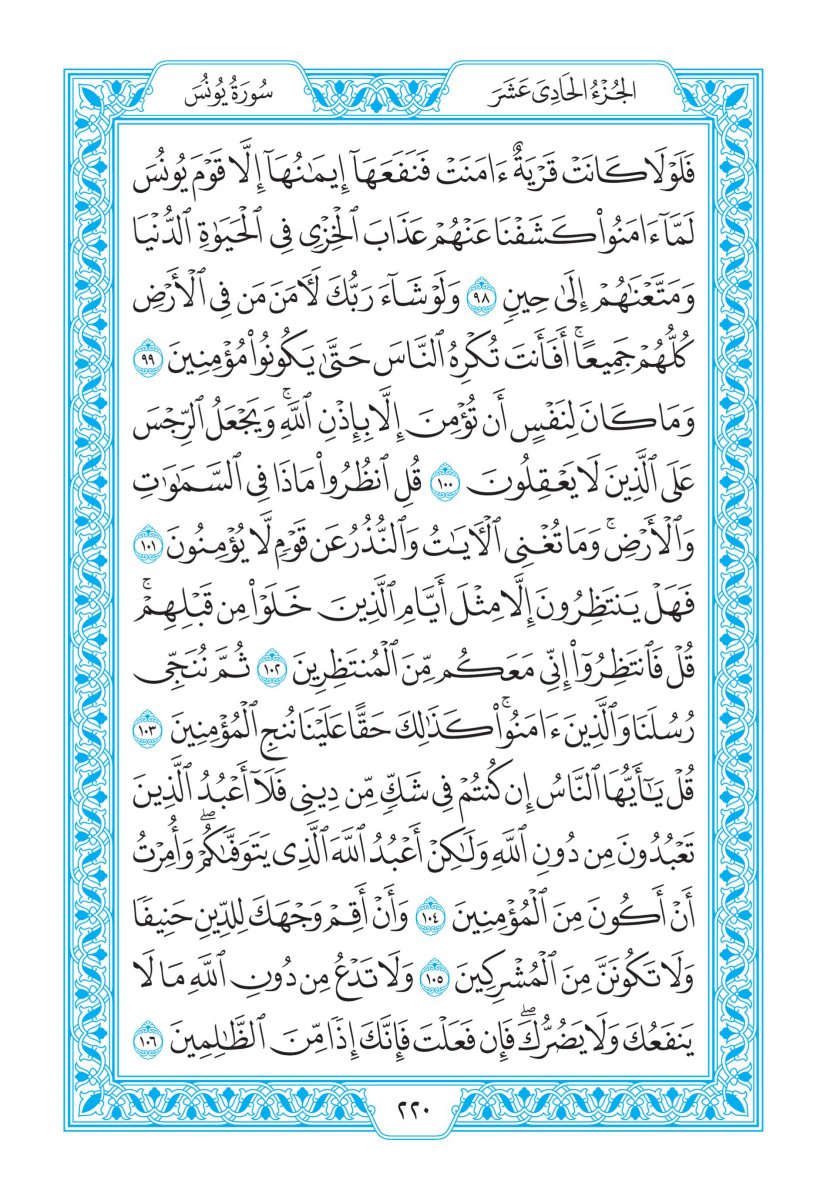 الجُزْءُ الحَادِىَ عَشَرَ
سُورَةُ يُونُسَ
فَلَوْلَا كَانَتْ قَرْيَةٌ ءَامَنَتْ فَنَفَعَهَآ إِيمَٰنُهَآ إِلَّا قَوْمَ يُونُسَ
لَمَّآ ءَامَنُوا۟ كَشَفْنَا عَنْهُمْ عَذَابَ ٱلْخِزْىِ فِى ٱلْحَيَوٰةِ ٱلدُّنْيَا
وَمَتَّعْنَٰهُمْ إِلَىٰ حِينٍ ٩٨ وَلَوْ شَآءَ رَبُّكَ لَءَامَنَ مَن فِى ٱلْأَرْضِ
كُلُّهُمْ جَمِيعًا ۚ أَفَأَنتَ تُكْرِهُ ٱلنَّاسَ حَتَّىٰ يَكُونُوا۟ مُؤْمِنِينَ ٩٩
وَمَا كَانَ لِنَفْسٍ أَن تُؤْمِنَ إِلَّا بِإِذْنِ ٱللَّهِ ۚ وَيَجْعَلُ ٱلرِّجْسَ
عَلَى ٱلَّذِينَ لَا يَعْقِلُونَ ١٠٠ قُلِ ٱنظُرُوا۟ مَاذَا فِى ٱلسَّمَٰوَٰتِ
وَٱلْأَرْضِ ۚ وَمَا تُغْنِى ٱلْءَايَٰتُ وَٱلنُّذُرُ عَن قَوْمٍ لَّا يُؤْمِنُونَ ١٠١
فَهَلْ يَنتَظِرُونَ إِلَّا مِثْلَ أَيَّامِ ٱلَّذِينَ خَلَوْا۟ مِن قَبْلِهِمْ ۚ
قُلْ فَٱنتَظِرُوٓا۟ إِنِّى مَعَكُم مِّنَ ٱلْمُنتَظِرِينَ ١٠٢ ثُمَّ نُنَجِّى
رُسُلَنَا وَٱلَّذِينَ ءَامَنُوا۟ ۚ كَذَٰلِكَ حَقًّا عَلَيْنَا نُنجِ ٱلْمُؤْمِنِينَ ١٠٣
قُلْ يَٰٓأَيُّهَا ٱلنَّاسُ إِن كُنتُمْ فِى شَكٍّ مِّن دِينِى فَلَآ أَعْبُدُ ٱلَّذِينَ
تَعْبُدُونَ مِن دُونِ ٱللَّهِ وَلَٰكِنْ أَعْبُدُ ٱللَّهَ ٱلَّذِى يَتَوَفَّىٰكُمْ ۖ وَأُمِرْتُ
أَنْ أَكُونَ مِنَ ٱلْمُؤْمِنِينَ ١٠٤ وَأَنْ أَقِمْ وَجْهَكَ لِلدِّينِ حَنِيفًا
وَلَا تَكُونَنَّ مِنَ ٱلْمُشْرِكِينَ ١٠٥ وَلَا تَدْعُ مِن دُونِ ٱللَّهِ مَا لَا
يَنفَعُكَ وَلَا يَضُرُّكَ ۖ فَإِن فَعَلْتَ فَإِنَّكَ إِذًا مِّنَ ٱلظَّٰلِمِينَ ١٠٦
٢٢٠